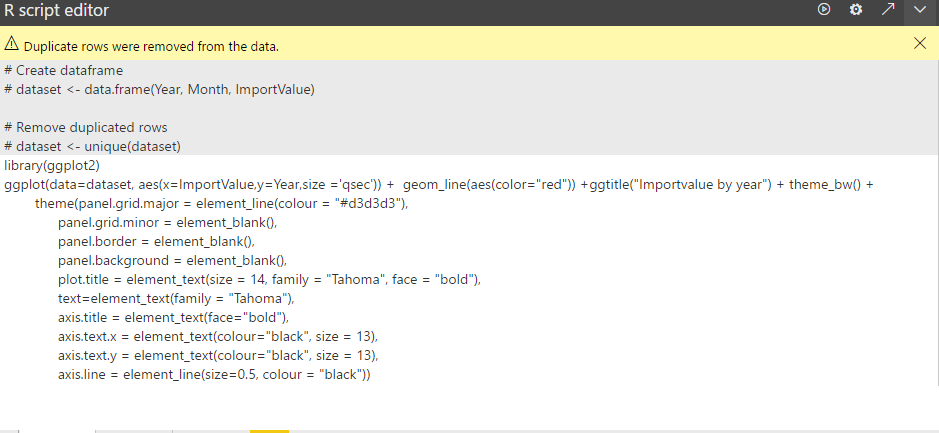 R script editor
Duplicate rows were removed from the data.
# Create dataframe
# dataset <- data.frame(Year, Month, ImportValue)
# Remove duplicated rows
# dataset <- unique(dataset)
library(ggplot2)
ggplot(data=dataset, aes(x=ImportValue,y=Year,size ='qsec')) +  geom_line(aes(color="red")) +ggtitle("Importvalue by year") + theme_bw() +
theme(panel.grid.major = element_line(colour = "#d3d3d3"),
panel.grid.minor = element_blank(),
panel.border = element_blank(),
panel.background = element_blank(),
plot.title = element_text(size = 14, family = "Tahoma", face = "bold"),
text=element_text(family = "Tahoma"),
axis.title = element_text(face="bold"),
axis.text.x = element_text(colour="black", size = 13),
axis.text.y = element_text(colour="black", size = 13),
axis.line = element_line(size=0.5, colour = "black"))